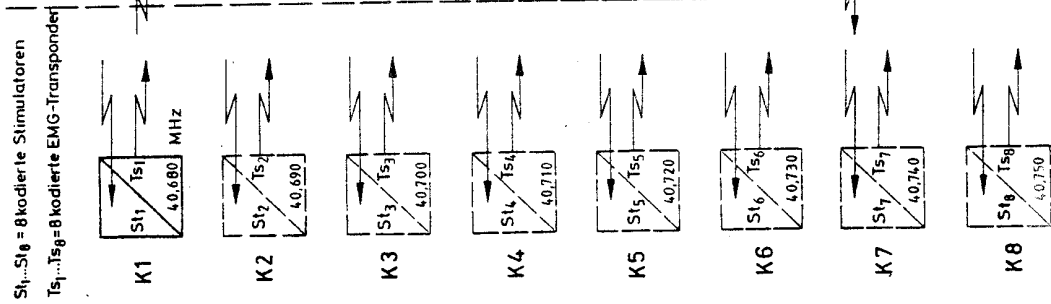 St₁...St₈ = 8 kodierte Stimulatoren
Ts₁...Ts₈ = 8 kodierte EMG-Transponder
K1
St₁
Ts₁
40,680
MHz
K2
St₂
Ts₂
40,690
K3
St₃
Ts₃
40,700
K4
St₄
Ts₄
40,710
K5
St₅
Ts₅
40,720
K6
St₆
Ts₆
40,730
K7
St₇
Ts₇
40,740
K8
St₈
Ts₈
40,750